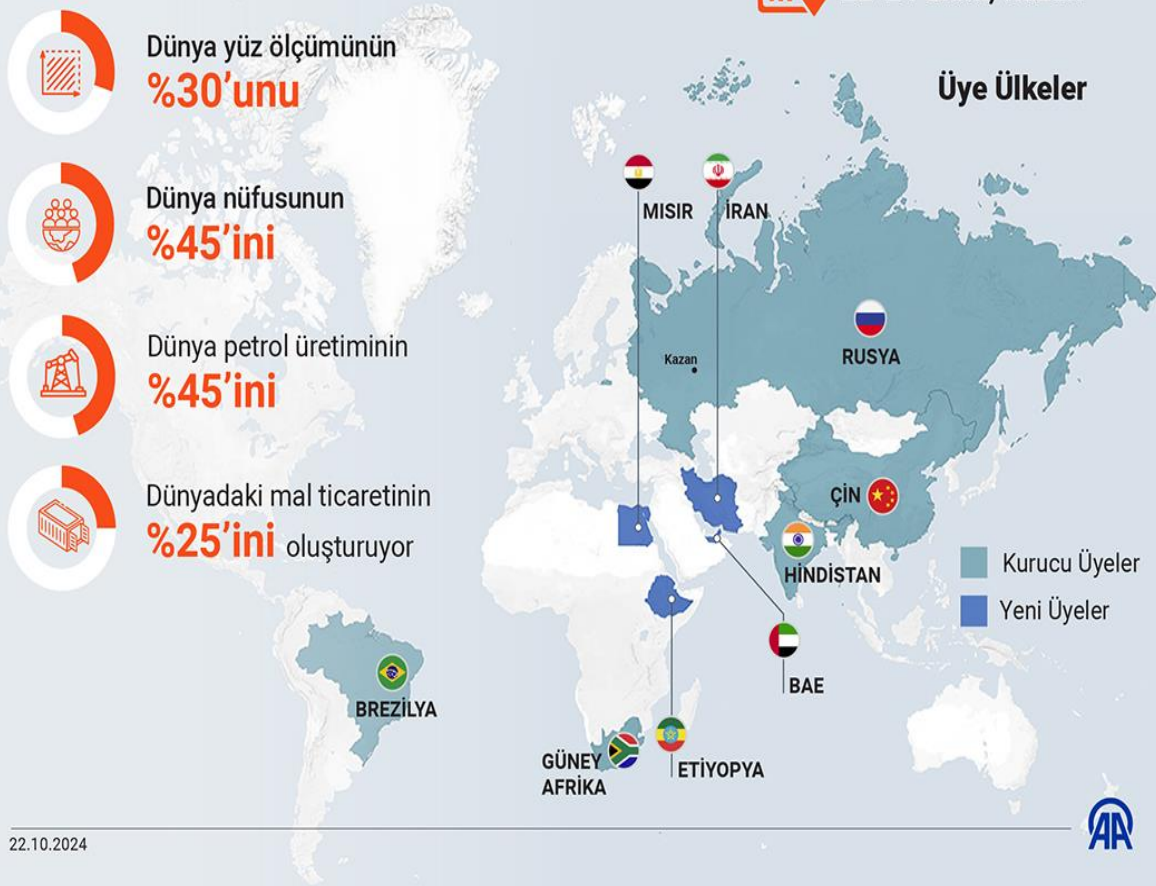 Dünya yüz ölçümünün
%30'unu
Dünya nüfusunun
%45'ini
Dünya petrol üretiminin
%45'ini
Dünyadaki mal ticaretinin
%25'ini oluşturuyor
Üye Ülkeler
MISIR
İRAN
RUSYA
Kazan
ÇİN
HİNDİSTAN
BAE
BREZİLYA
GÜNEY
AFRİKA
ETİYOPYA
Kurucu Üyeler
Yeni Üyeler
22.10.2024
AA